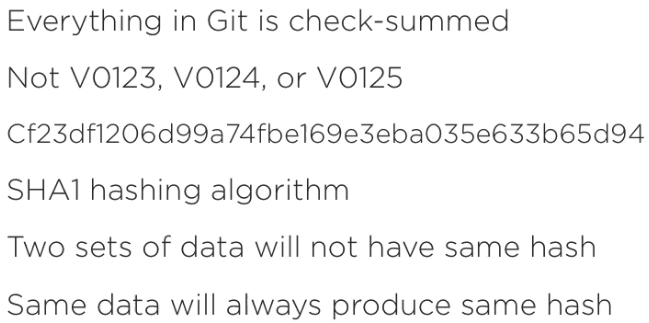 Everything in Git is check-summed
Not V0123, V0124, or V0125
Cf23df1206d99a74fbe169e3eba035e633b65d94
SHA1 hashing algorithm
Two sets of data will not have same hash
Same data will always produce same hash